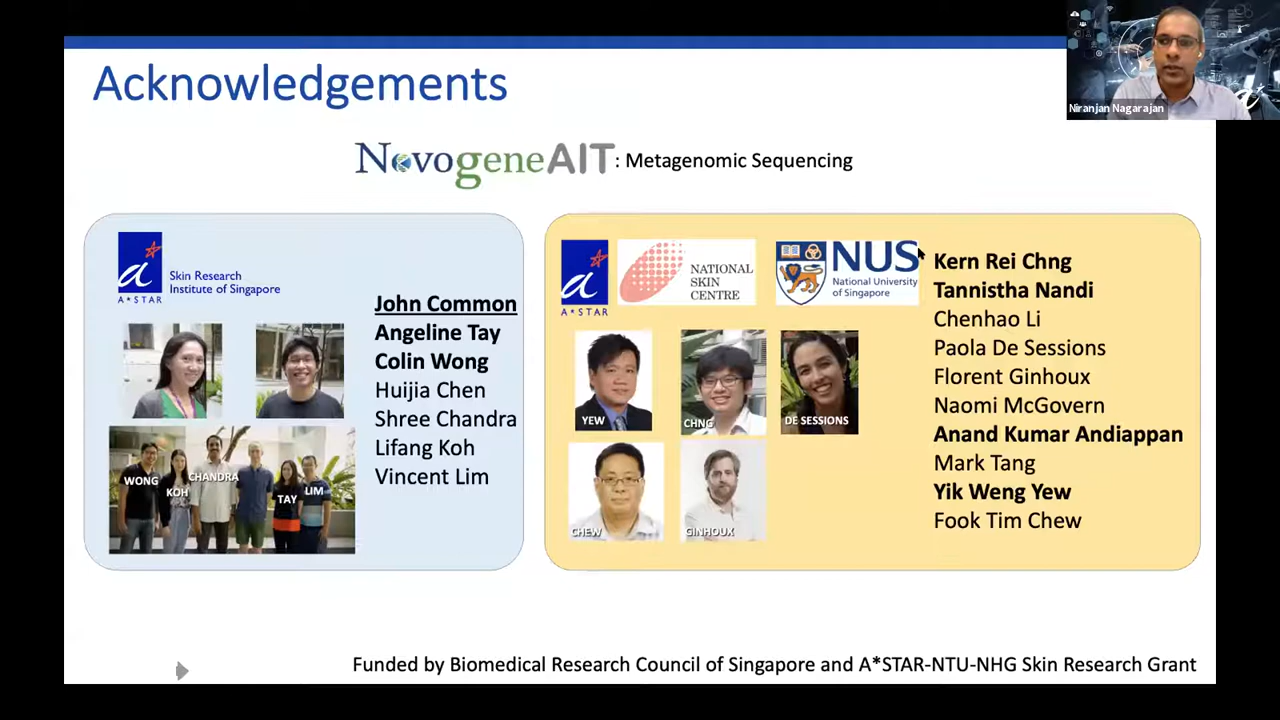 Acknowledgements
Niranjan Nagarajan
NovogeneAIT: Metagenomic Sequencing
A*STAR
Skin Research
Institute of Singapore
John Common
Angeline Tay
Colin Wong
Huijia Chen
Shree Chandra
Lifang Koh
Vincent Lim
WONG
KOH
CHANDRA
TAY
LIM
A*STAR
NATIONAL
SKIN
CENTRE
NUS
National University
of Singapore
YEW
CHNG
DE SESSIONS
CHEW
GINHOUX
Kern Rei Chng
Tannistha Nandi
Chenhao Li
Paola De Sessions
Florent Ginhoux
Naomi McGovern
Anand Kumar Andiappan
Mark Tang
Yik Weng Yew
Fook Tim Chew
Funded by Biomedical Research Council of Singapore and A*STAR-NTU-NHG Skin Research Grant